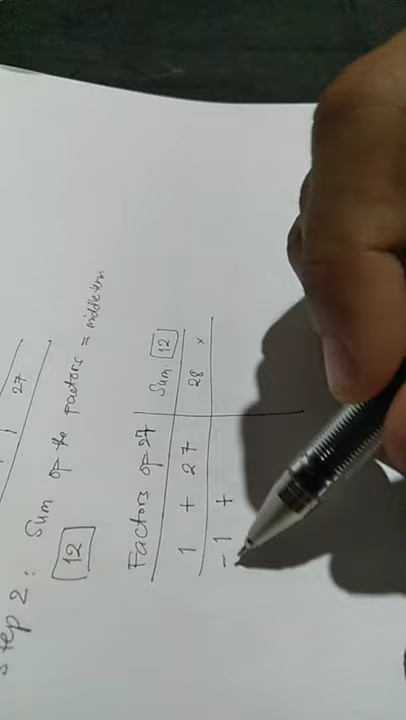 27
Step 2: Sum of the factors = middle term
12
Factors of 27 Sum 12
1 + 27 28 ×
-1 +